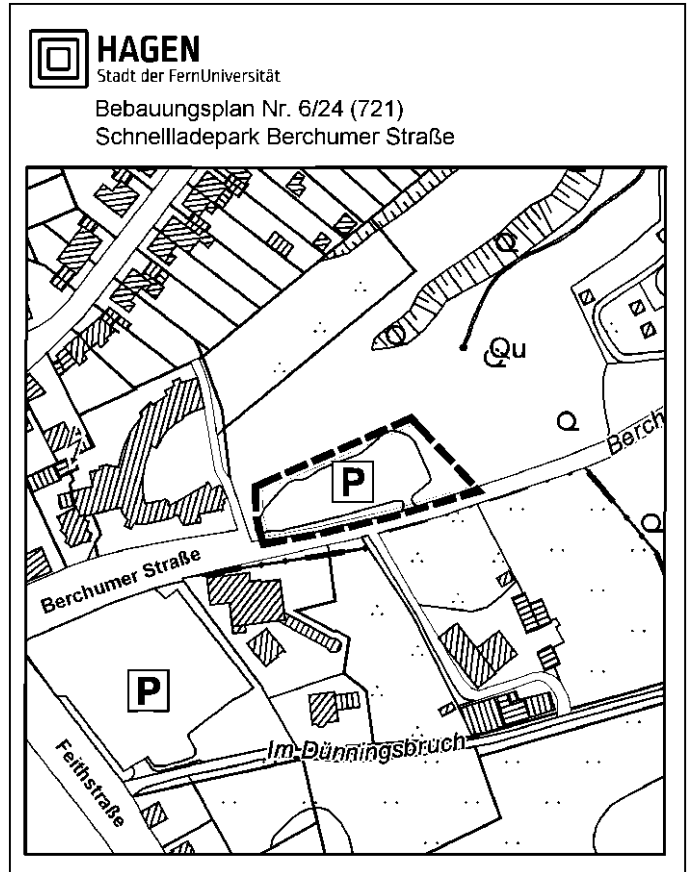 HAGEN
Stadt der FernUniversität
Bebauungsplan Nr. 6/24 (721)
Schnellladepark Berchumer Straße
Qu
Berch
P
Berchumer Straße
P
Im Dünningsbruch
Feithstraße